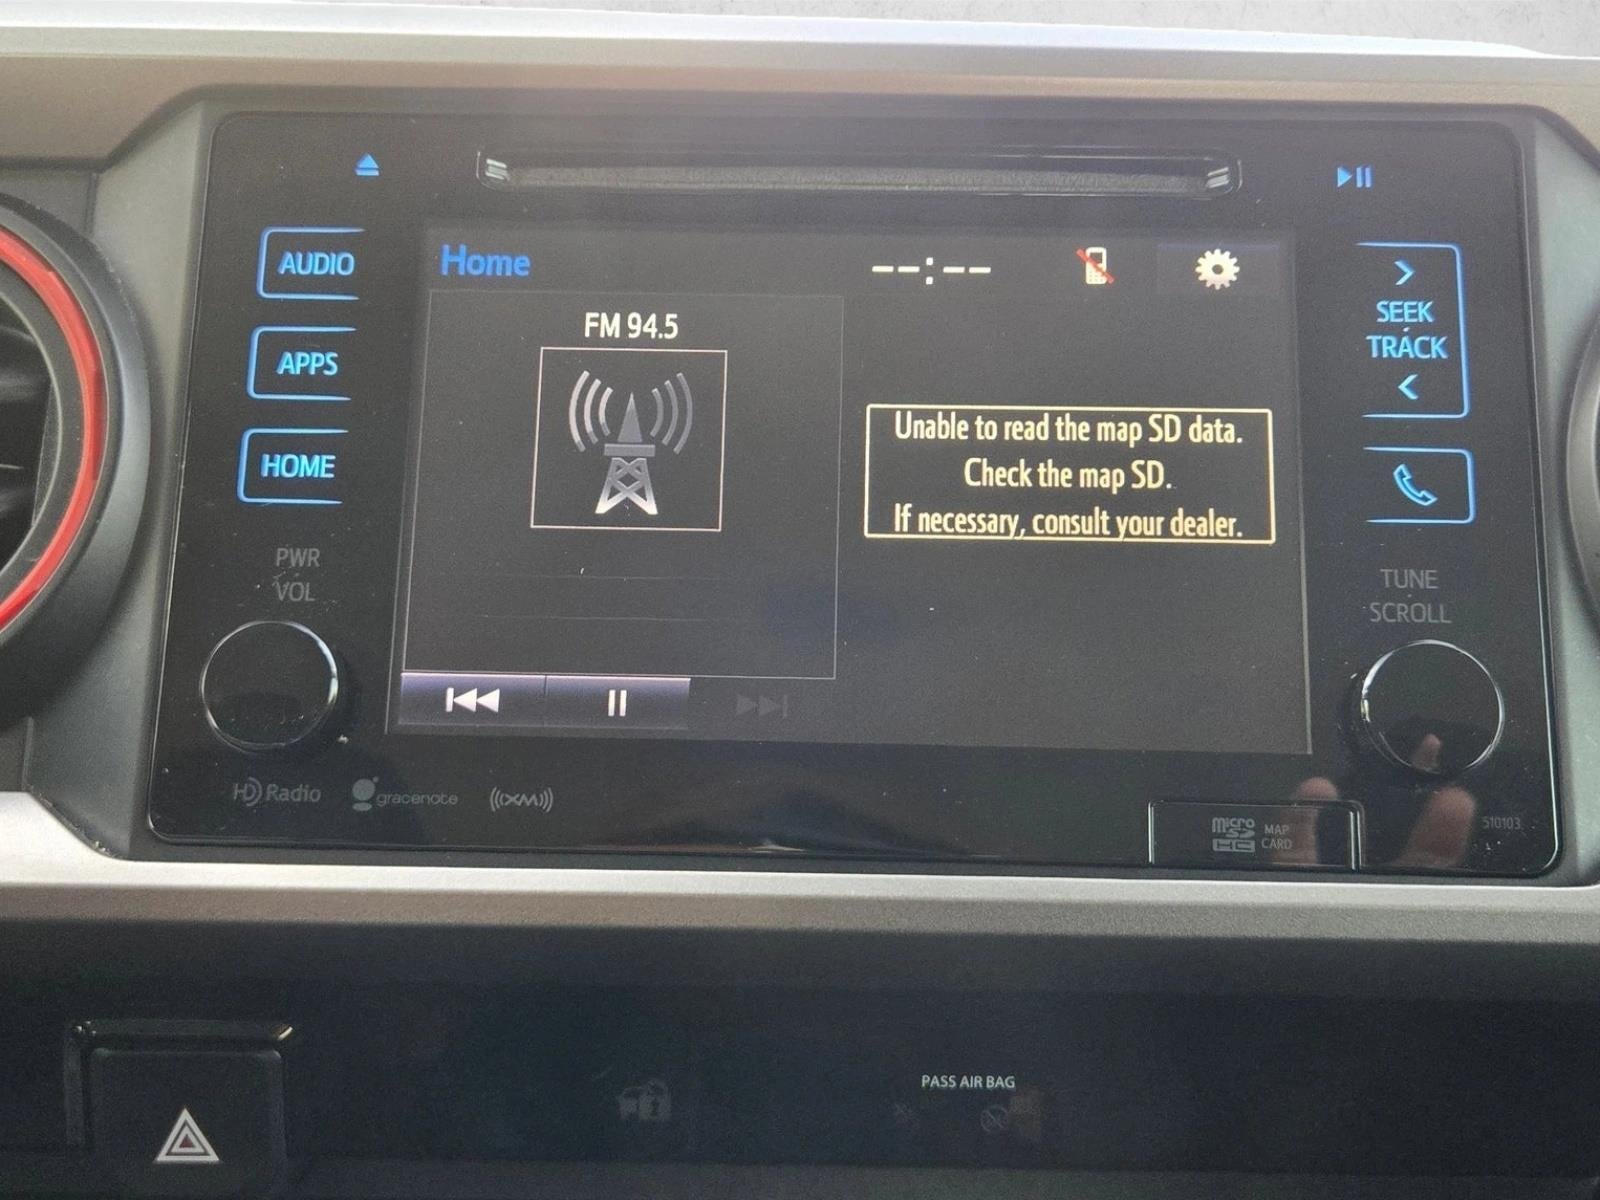 AUDIO
APPS
HOME
PWR
VOL
Home
--:--
FM 94.5
Unable to read the map SD data.
Check the map SD.
If necessary, consult your dealer.
>
SEEK
TRACK
<
TUNE
SCROLL
HD Radio
gracenote
((XM))
micro
SD
HC
MAP
CARD
510103
PASS AIR BAG